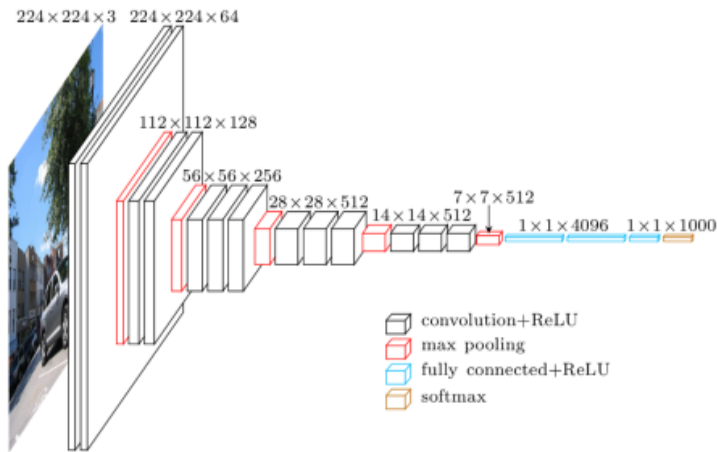 224×224×3
224×224×64
112×112×128
56×56×256
28×28×512
14×14×512
7×7×512
1×1×4096
1×1×1000
convolution+ReLU
max pooling
fully connected+ReLU
softmax